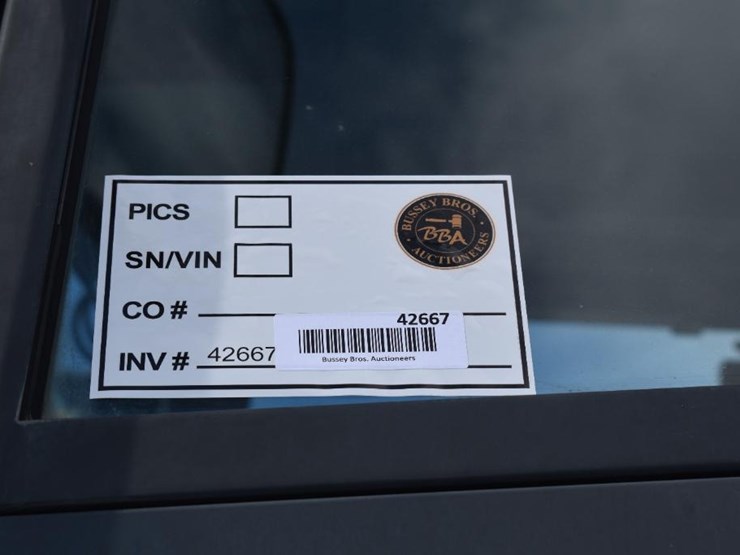 PICS
SN/VIN
CO #
INV # 42667
BUSSEY BROS.
BBA
AUCTIONEERS
42667
Bussey Bros. Auctioneers